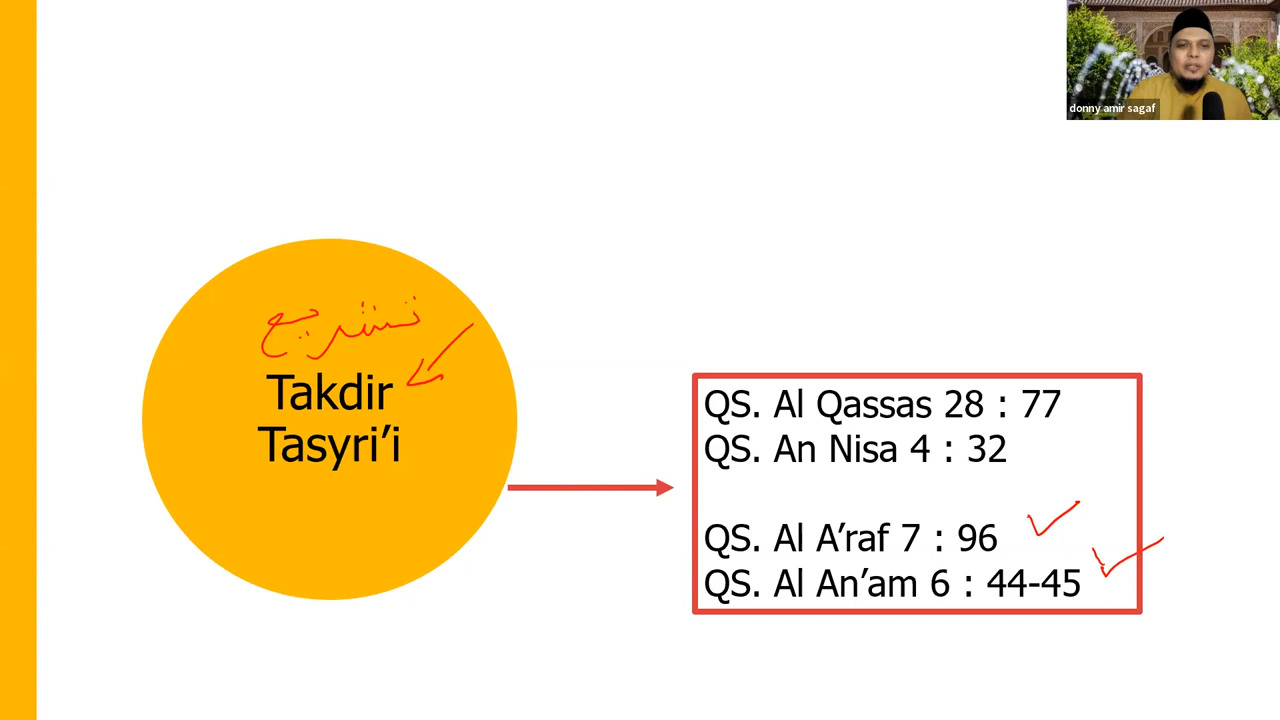 donny amir sagaf
تشريع
Takdir
Tasyri’i
QS. Al Qassas 28 : 77
QS. An Nisa 4 : 32
QS. Al A’raf 7 : 96
QS. Al An’am 6 : 44-45